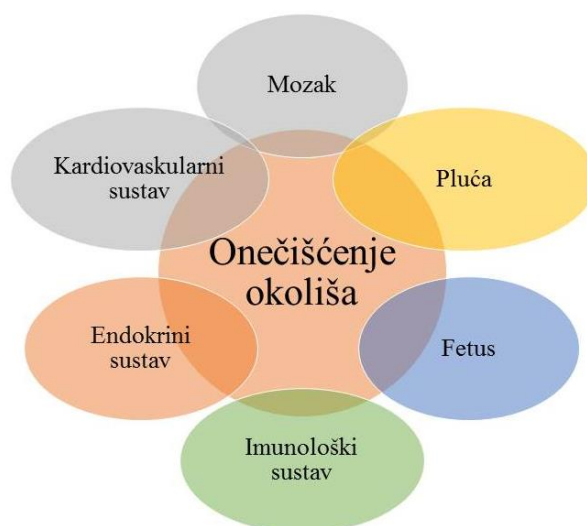 Mozak
Kardiovaskularni
sustav
Pluća
Onečišćenje
okoliša
Endokrini
sustav
Fetus
Imunološki
sustav